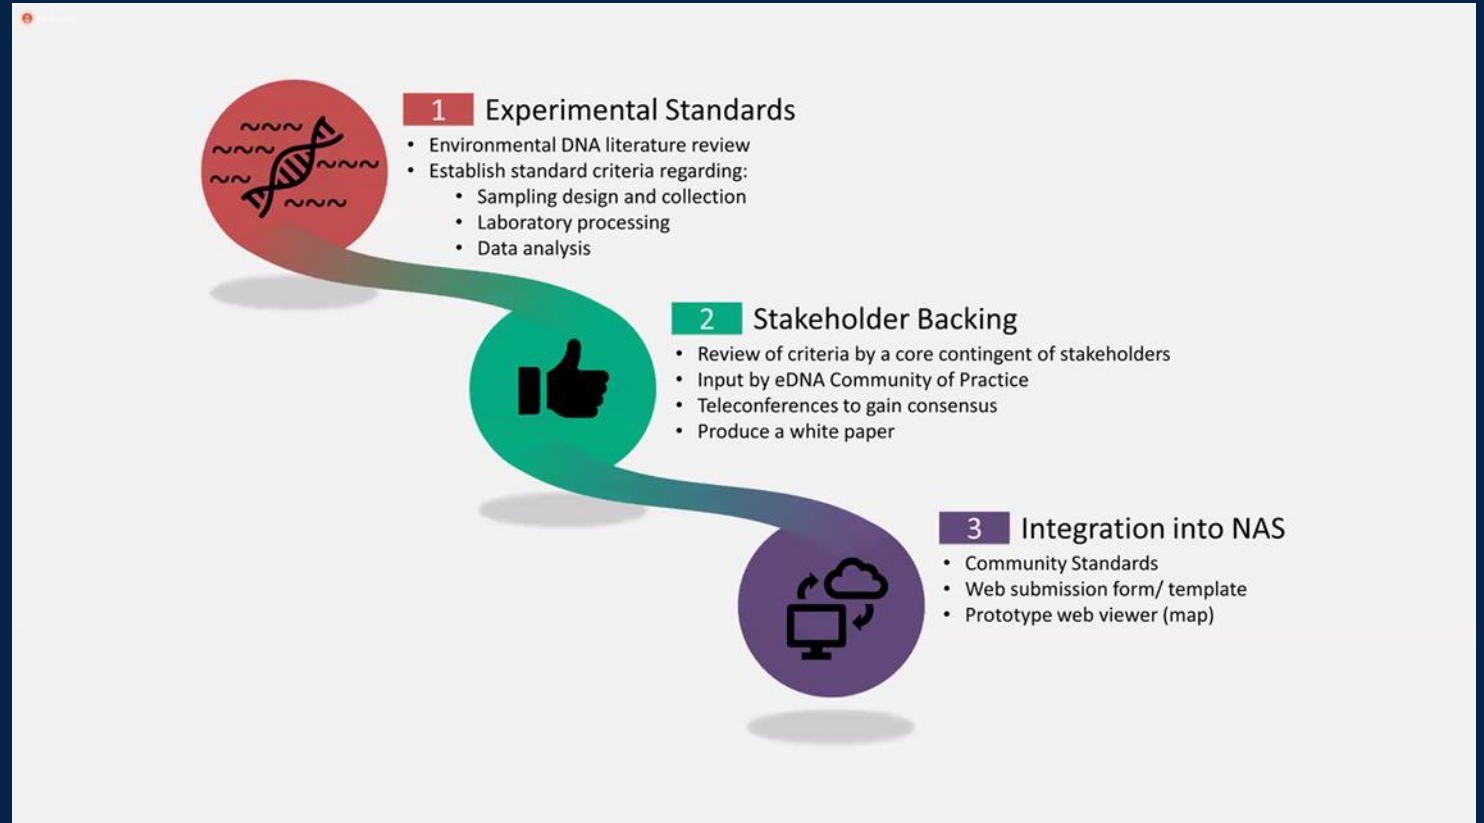 1 Experimental Standards
• Environmental DNA literature review
• Establish standard criteria regarding:
• Sampling design and collection
• Laboratory processing
• Data analysis
2 Stakeholder Backing
• Review of criteria by a core contingent of stakeholders
• Input by eDNA Community of Practice
• Teleconferences to gain consensus
• Produce a white paper
3 Integration into NAS
• Community Standards
• Web submission form/ template
• Prototype web viewer (map)